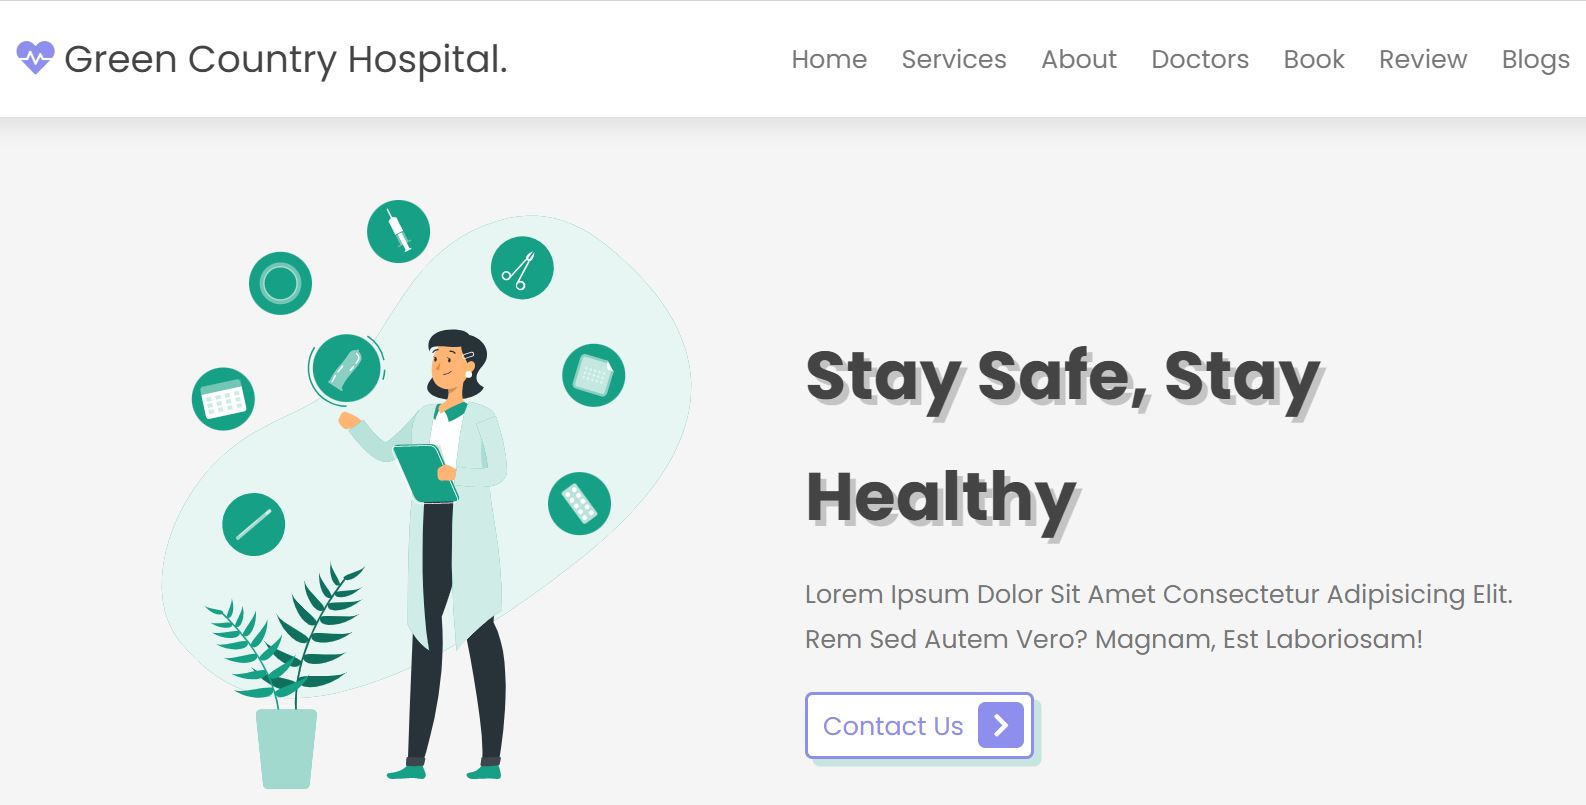 Green Country Hospital.
Home Services About Doctors Book Review Blogs
Stay Safe, Stay
Healthy
Lorem Ipsum Dolor Sit Amet Consectetur Adipisicing Elit.
Rem Sed Autem Vero? Magnam, Est Laboriosam!
Contact Us